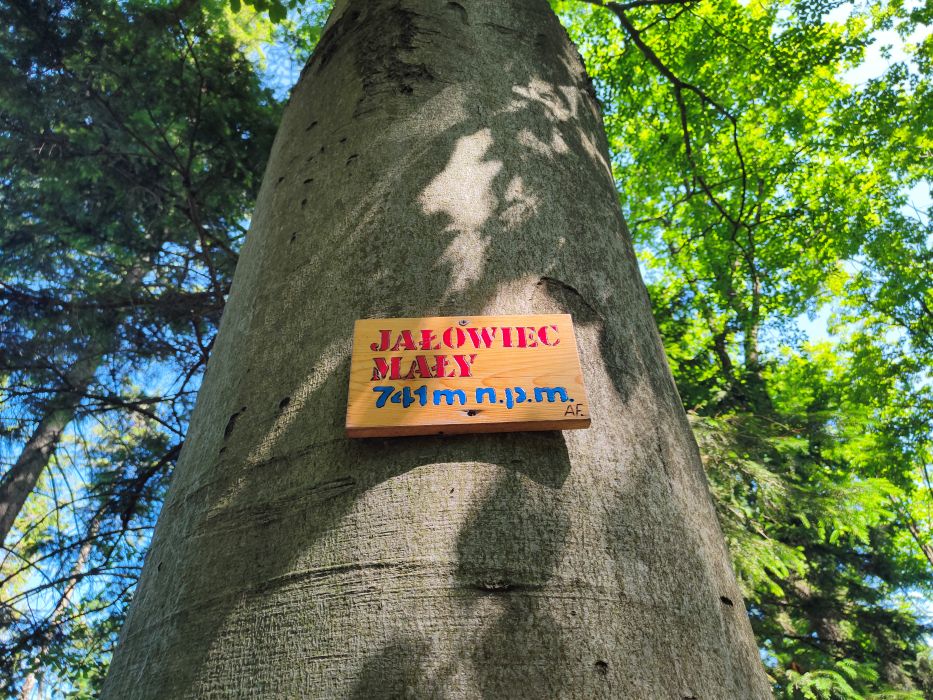 JAŁOWIEC
MAŁY
741 m n.p.m.
AF.